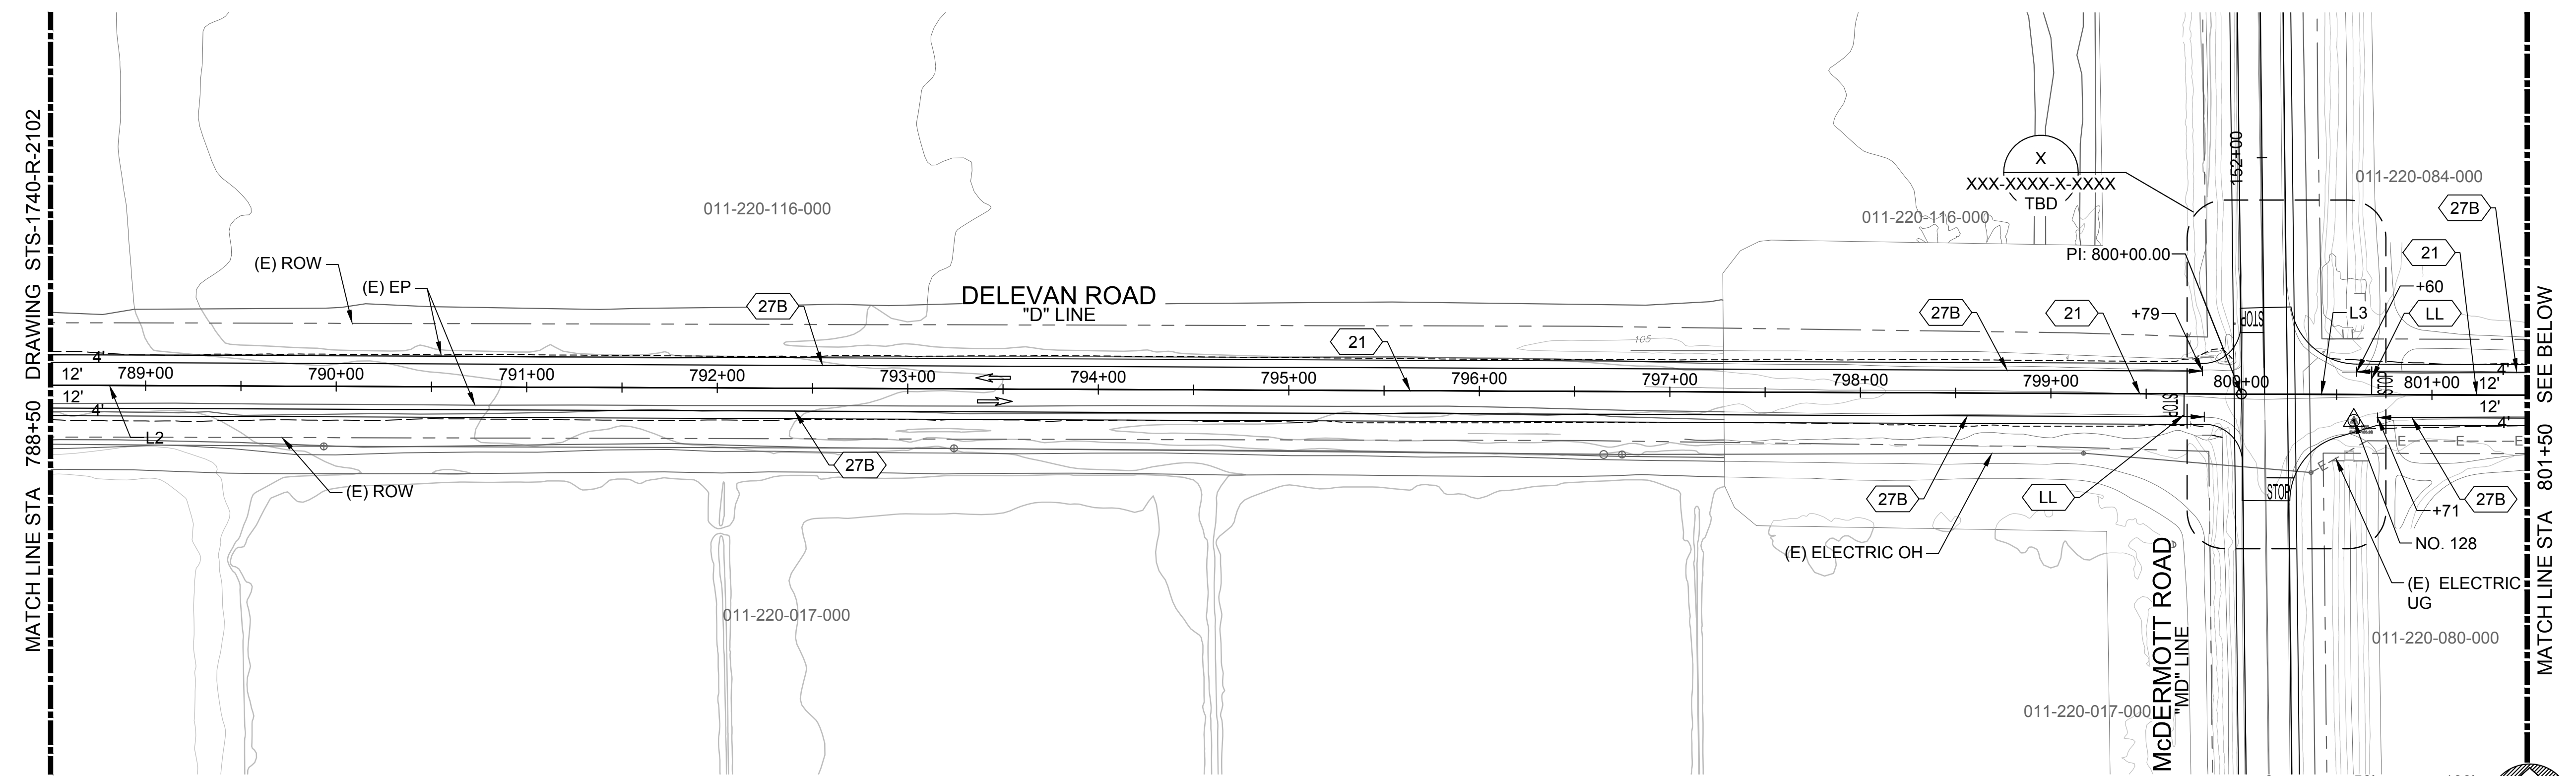 MATCH LINE STA 788+50 DRAWING STS-1740-R-2102
152+00
X
XXX-XXXX-X-XXXX
TBD
011-220-084-000
011-220-116-000
011-220-116-000
27B
PI: 800+00.00
21
(E) ROW
(E) EP
27B
DELEVAN ROAD
"D" LINE
27B
21
+79
+60
L3
LL
STOP
21
105
4'
12'
789+00
790+00
791+00
792+00
793+00
794+00
795+00
796+00
797+00
798+00
799+00
800+00
STOP
801+00
4'
12'
12'
4'
STOP
12'
4'
L2
E
E
E
E
27B
(E) ROW
27B
LL
STOP
27B
+71
(E) ELECTRIC OH
NO. 128
(E) ELECTRIC
UG
011-220-017-000
011-220-080-000
011-220-017-000
McDERMOTT ROAD
"MD" LINE
MATCH LINE STA 801+50 SEE BELOW